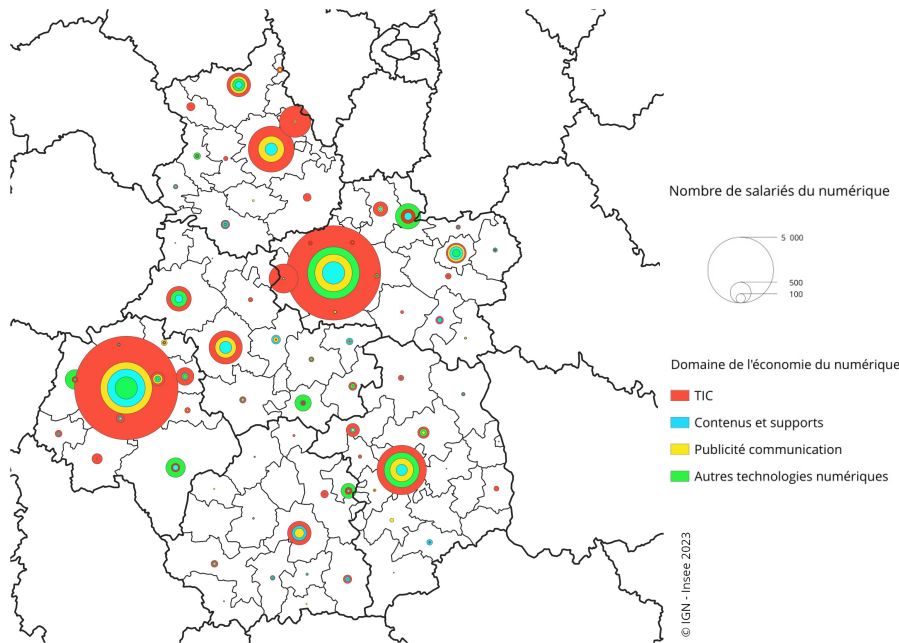 Nombre de salariés du numérique
5 000
500
100
Domaine de l'économie du numérique
TIC
Contenus et supports
Publicité communication
Autres technologies numériques
© IGN - Insee 2023